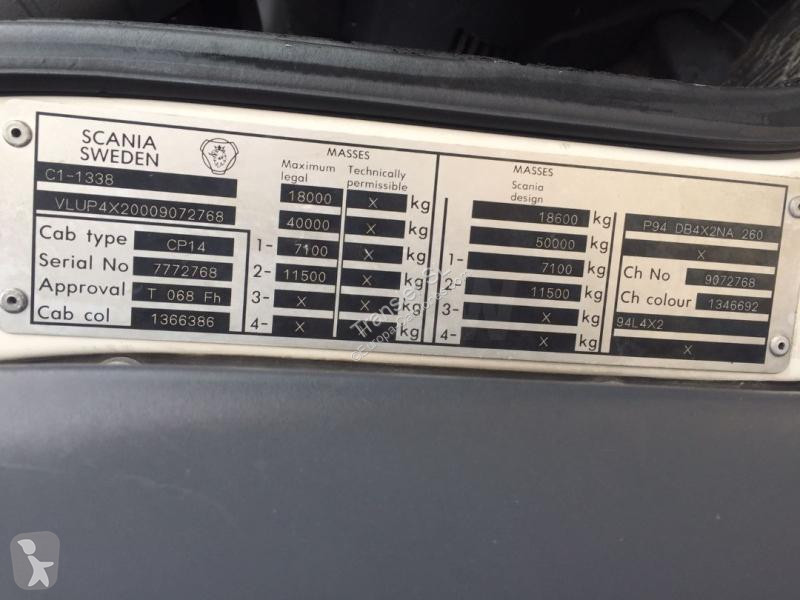 SCANIA
SWEDEN
C1-1338
VLUP4X20009072768
Cab type CP14
Serial No 7772768
Approval T 068 Fh
Cab col 1366386
MASSES
Maximum legal Technically permissible
18000 X kg
40000 X kg
1- 7100 X kg
2- 11500 X kg
3- X X kg
4- X X kg
MASSES
Scania design
18600 kg
50000 kg
1- 7100 kg
2- 11500 kg
3- X kg
4- X kg
P94 DB4X2NA 260
X
Ch No 9072768
Ch colour 1346692
94L4X2
X